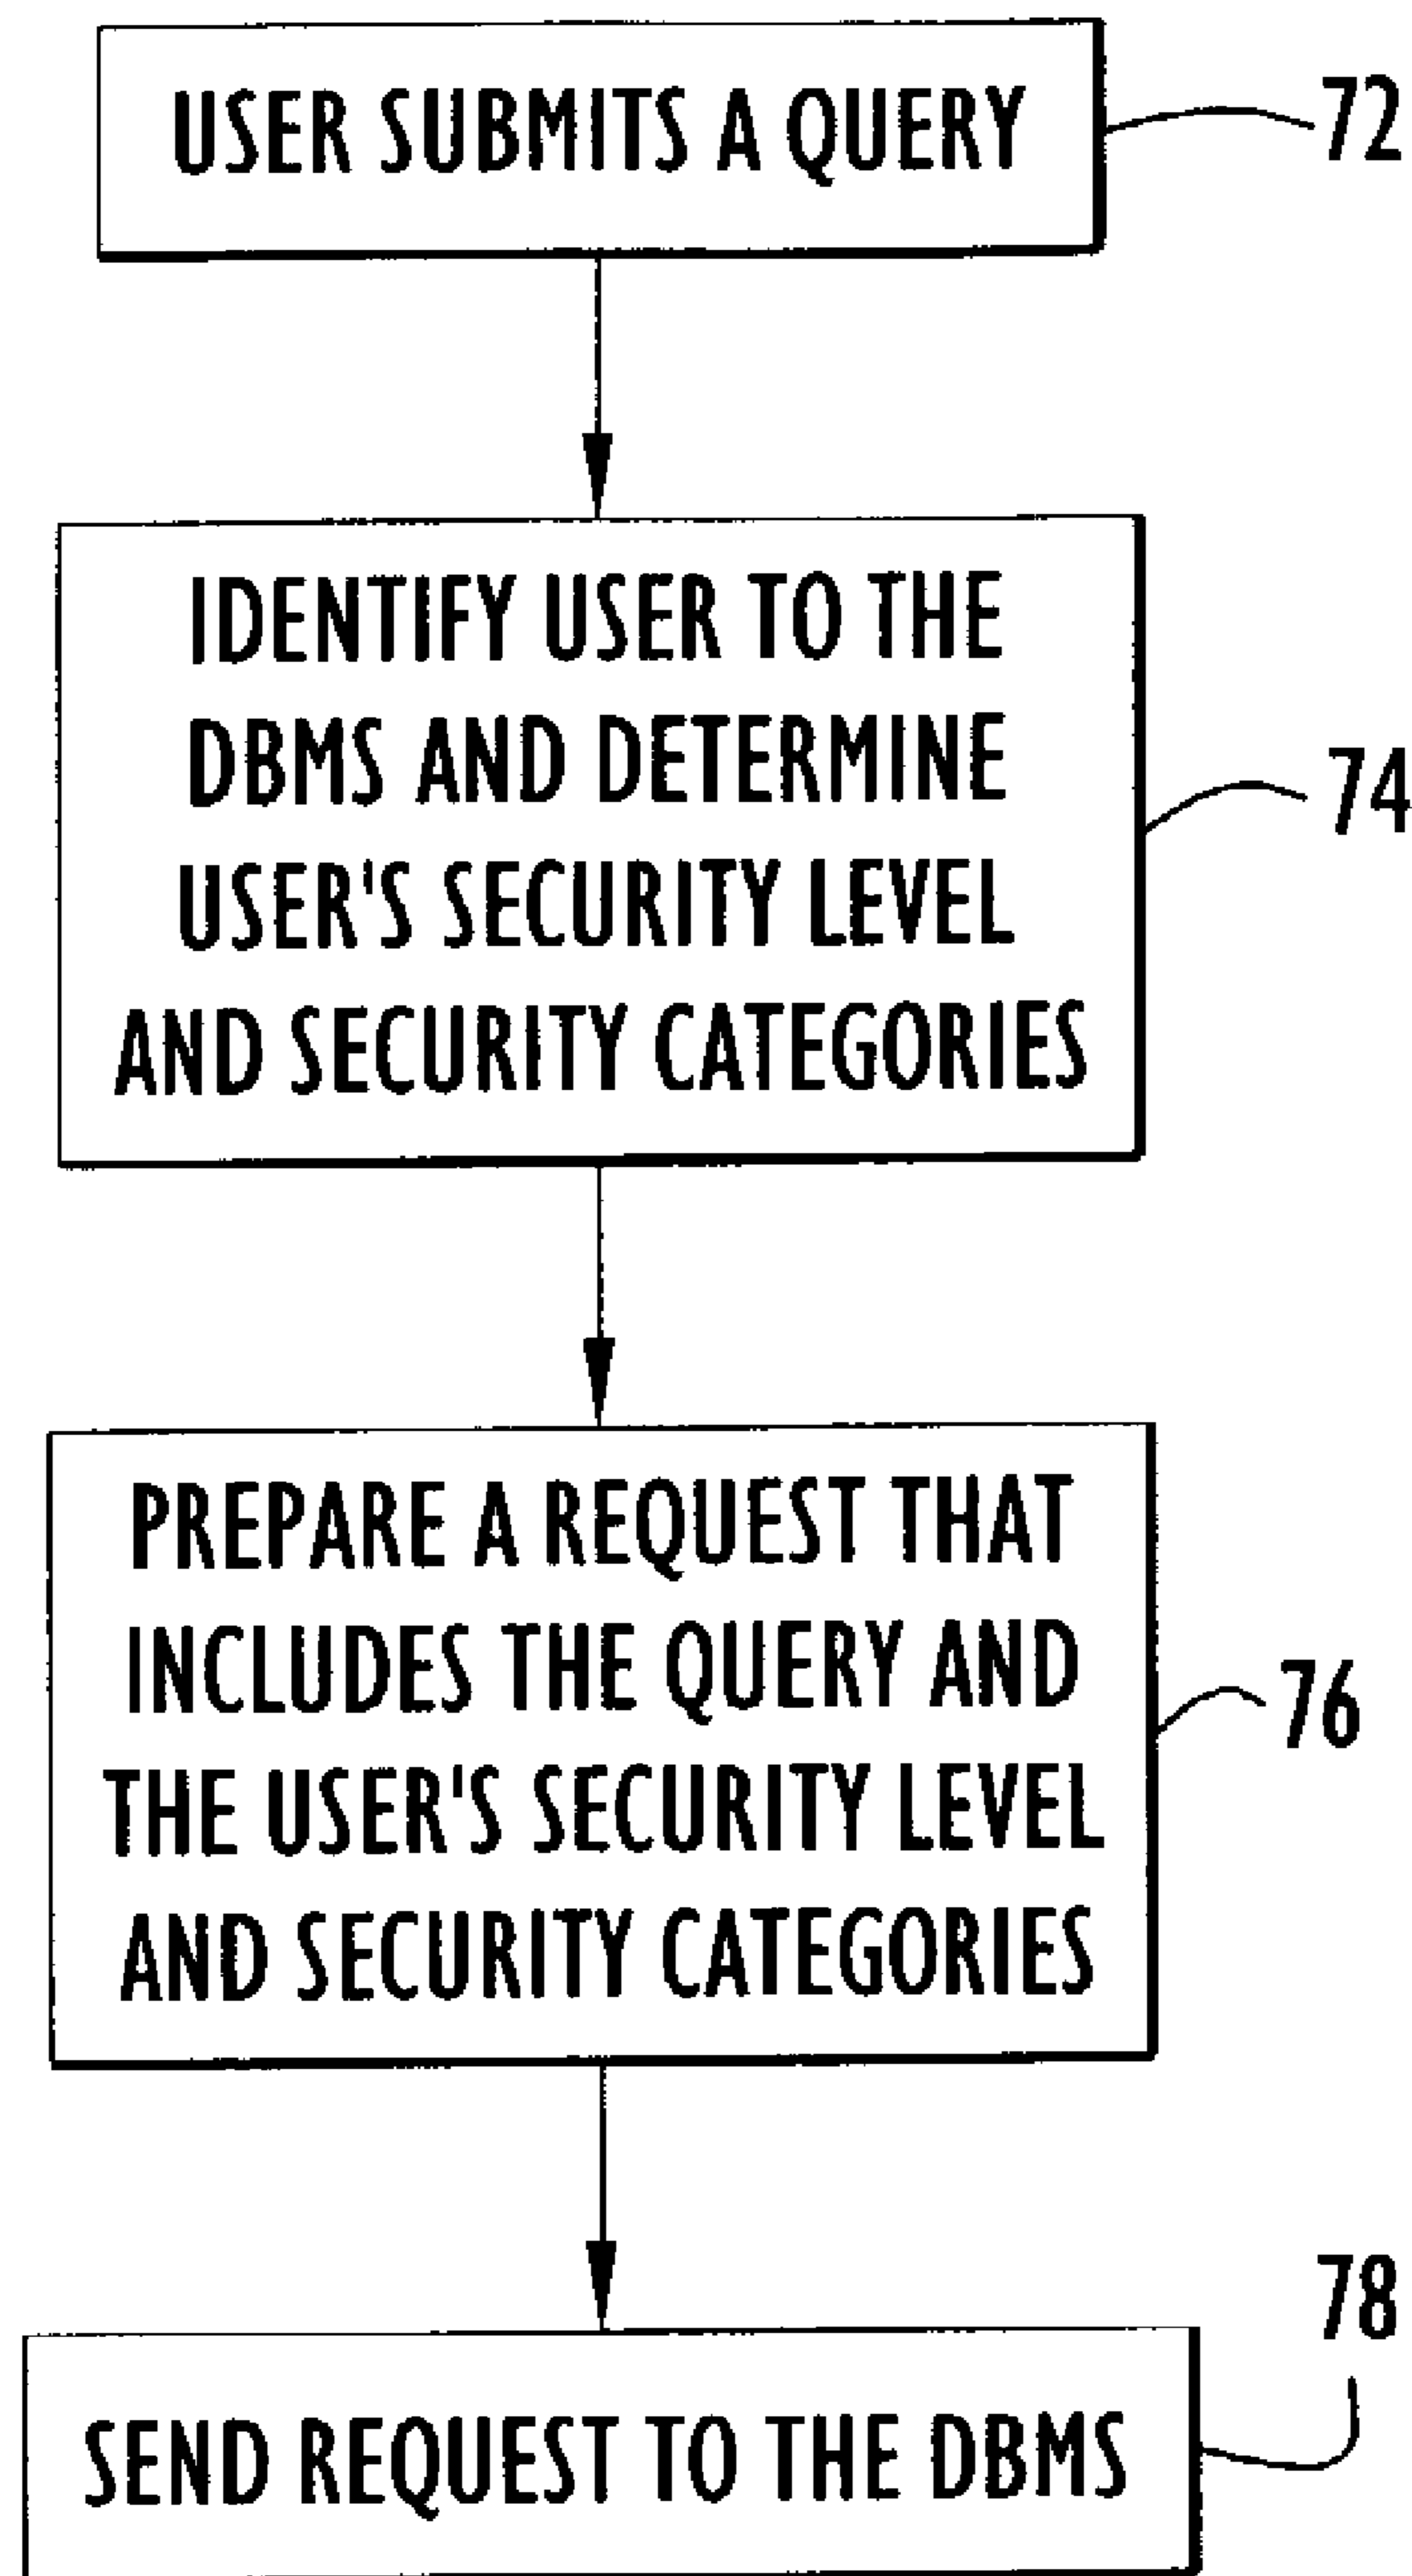 USER SUBMITS A QUERY
72
IDENTIFY USER TO THE
DBMS AND DETERMINE
USER'S SECURITY LEVEL
AND SECURITY CATEGORIES
74
PREPARE A REQUEST THAT
INCLUDES THE QUERY AND
THE USER'S SECURITY LEVEL
AND SECURITY CATEGORIES
76
78
SEND REQUEST TO THE DBMS